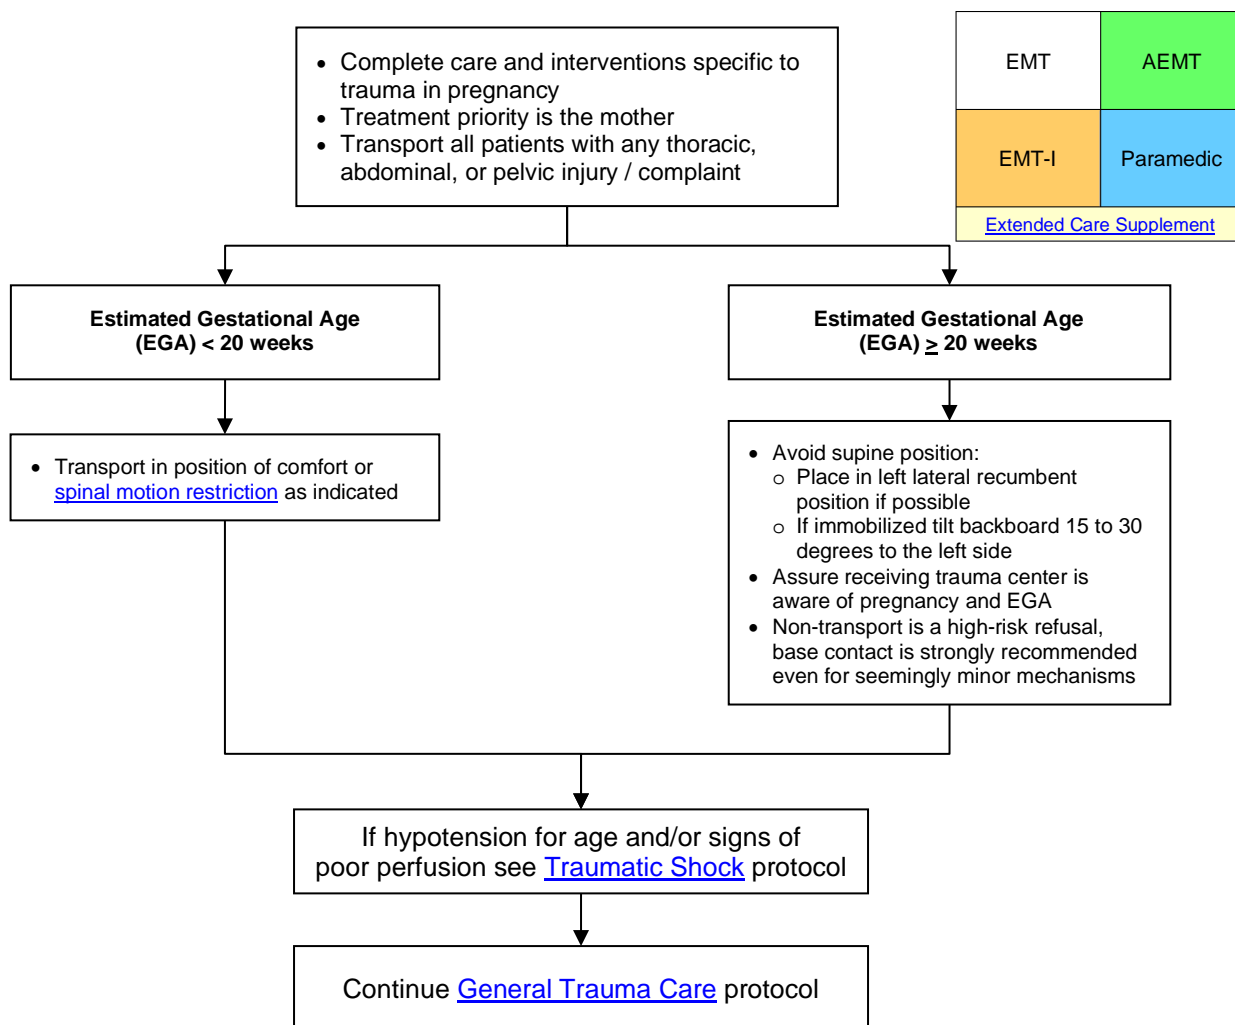 • Complete care and interventions specific to
trauma in pregnancy
• Treatment priority is the mother
• Transport all patients with any thoracic,
abdominal, or pelvic injury / complaint
EMT
AEMT
EMT-I
Paramedic
Extended Care Supplement
Estimated Gestational Age
(EGA) < 20 weeks
Estimated Gestational Age
(EGA) ≥ 20 weeks
• Transport in position of comfort or
spinal motion restriction as indicated
• Avoid supine position:
o Place in left lateral recumbent
position if possible
o If immobilized tilt backboard 15 to 30
degrees to the left side
• Assure receiving trauma center is
aware of pregnancy and EGA
• Non-transport is a high-risk refusal,
base contact is strongly recommended
even for seemingly minor mechanisms
If hypotension for age and/or signs of
poor perfusion see Traumatic Shock protocol
Continue General Trauma Care protocol